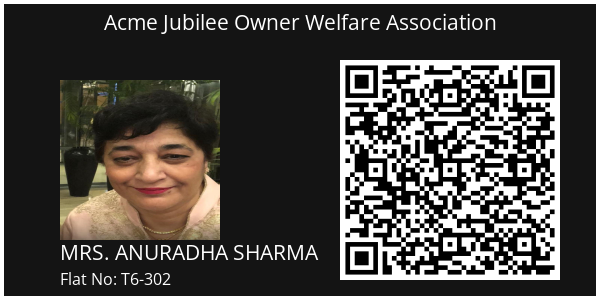 Acme Jubilee Owner Welfare Association
MRS. ANURADHA SHARMA
Flat No: T6-302